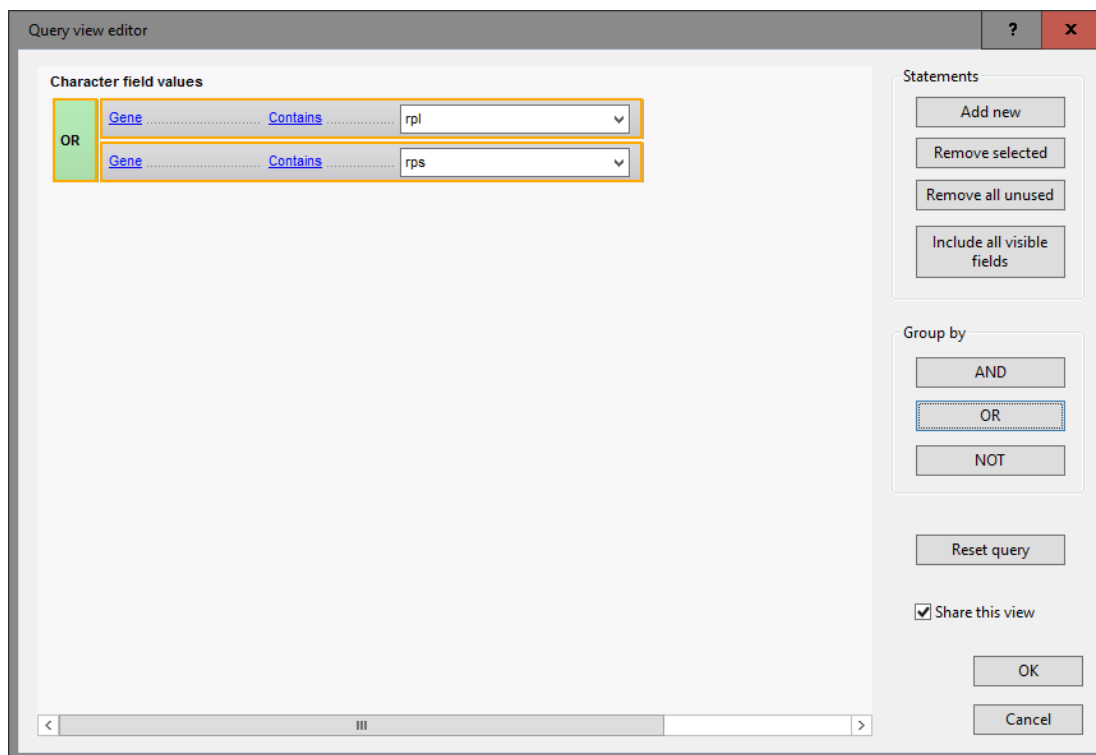 Query view editor
?
x
Character field values
OR
Gene Contains rpl
Gene Contains rps
Statements
Add new
Remove selected
Remove all unused
Include all visible
fields
Group by
AND
OR
NOT
Reset query
Share this view
OK
Cancel